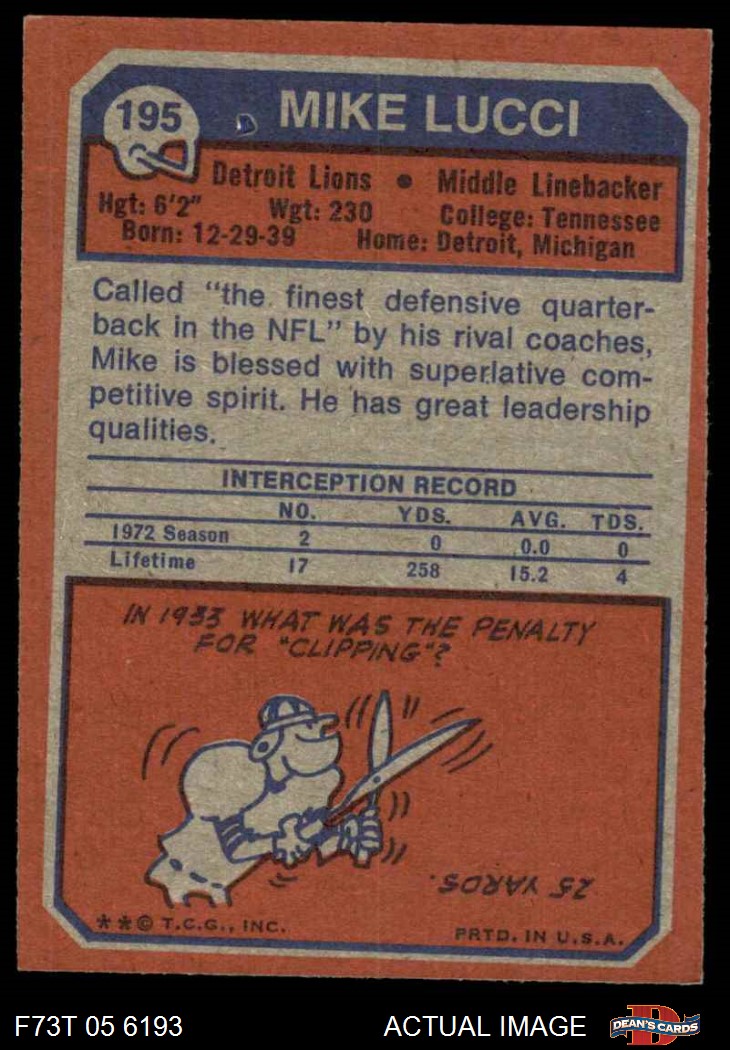 195
MIKE LUCCI
Detroit Lions • Middle Linebacker
Hgt: 6'2" Wgt: 230 College: Tennessee
Born: 12-29-39 Home: Detroit, Michigan
Called "the finest defensive quarter-
back in the NFL" by his rival coaches,
Mike is blessed with superlative com-
petitive spirit. He has great leadership
qualities.
INTERCEPTION RECORD
NO. YDS. AVG. TDS.
1972 Season 2 0 0.0 0
Lifetime 17 258 15.2 4
IN 1933 WHAT WAS THE PENALTY
FOR "CLIPPING"?
25 YARDS.
**© T.C.G., INC.
PRTD. IN U.S.A.
F73T 05 6193
ACTUAL IMAGE
D
DEAN'S CARDS